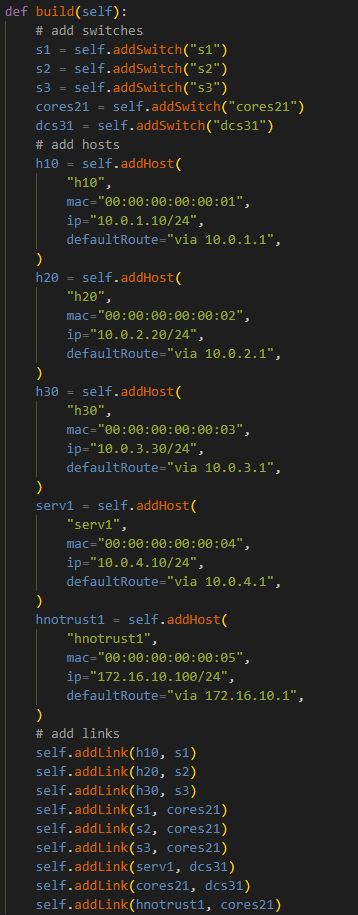 def build(self):
    # add switches
    s1 = self.addSwitch("s1")
    s2 = self.addSwitch("s2")
    s3 = self.addSwitch("s3")
    cores21 = self.addSwitch("cores21")
    dcs31 = self.addSwitch("dcs31")
    # add hosts
    h10 = self.addHost(
        "h10",
        mac="00:00:00:00:00:01",
        ip="10.0.1.10/24",
        defaultRoute="via 10.0.1.1",
    )
    h20 = self.addHost(
        "h20",
        mac="00:00:00:00:00:02",
        ip="10.0.2.20/24",
        defaultRoute="via 10.0.2.1",
    )
    h30 = self.addHost(
        "h30",
        mac="00:00:00:00:00:03",
        ip="10.0.3.30/24",
        defaultRoute="via 10.0.3.1",
    )
    serv1 = self.addHost(
        "serv1",
        mac="00:00:00:00:00:04",
        ip="10.0.4.10/24",
        defaultRoute="via 10.0.4.1",
    )
    hnotrust1 = self.addHost(
        "hnotrust1",
        mac="00:00:00:00:00:05",
        ip="172.16.10.100/24",
        defaultRoute="via 172.16.10.1",
    )
    # add links
    self.addLink(h10, s1)
    self.addLink(h20, s2)
    self.addLink(h30, s3)
    self.addLink(s1, cores21)
    self.addLink(s2, cores21)
    self.addLink(s3, cores21)
    self.addLink(serv1, dcs31)
    self.addLink(cores21, dcs31)
    self.addLink(hnotrust1, cores21)